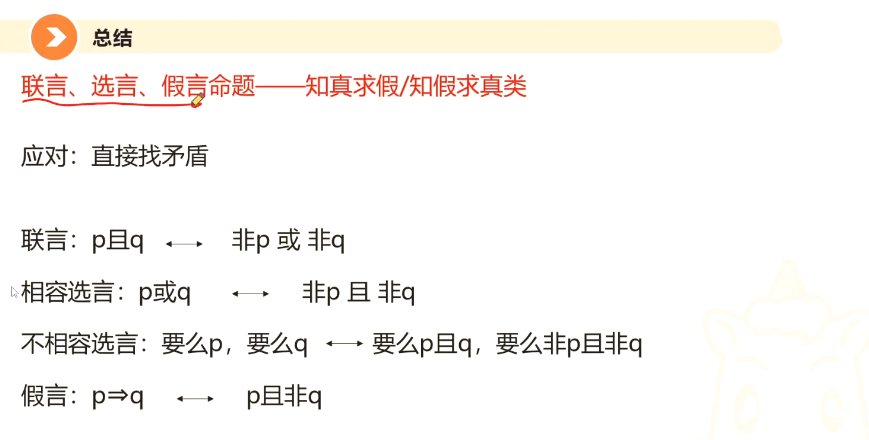 总结
联言、选言、假言命题——知真求假/知假求真类
应对：直接找矛盾
联言：p且q ←→ 非p 或 非q
相容选言：p或q ←→ 非p 且 非q
不相容选言：要么p，要么q ←→ 要么p且q，要么非p且非q
假言：p⇒q ←→ p且非q